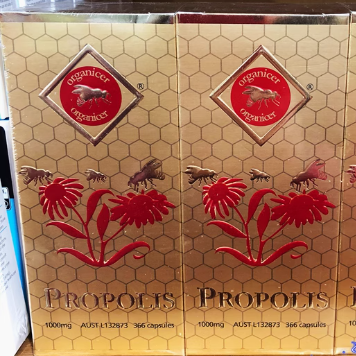 organicer
organicer
®
PROPOLIS
1000mg AUST L132873 366 capsules
organicer
organicer
®
PROPOLIS
1000mg AUST L132873 366 capsules